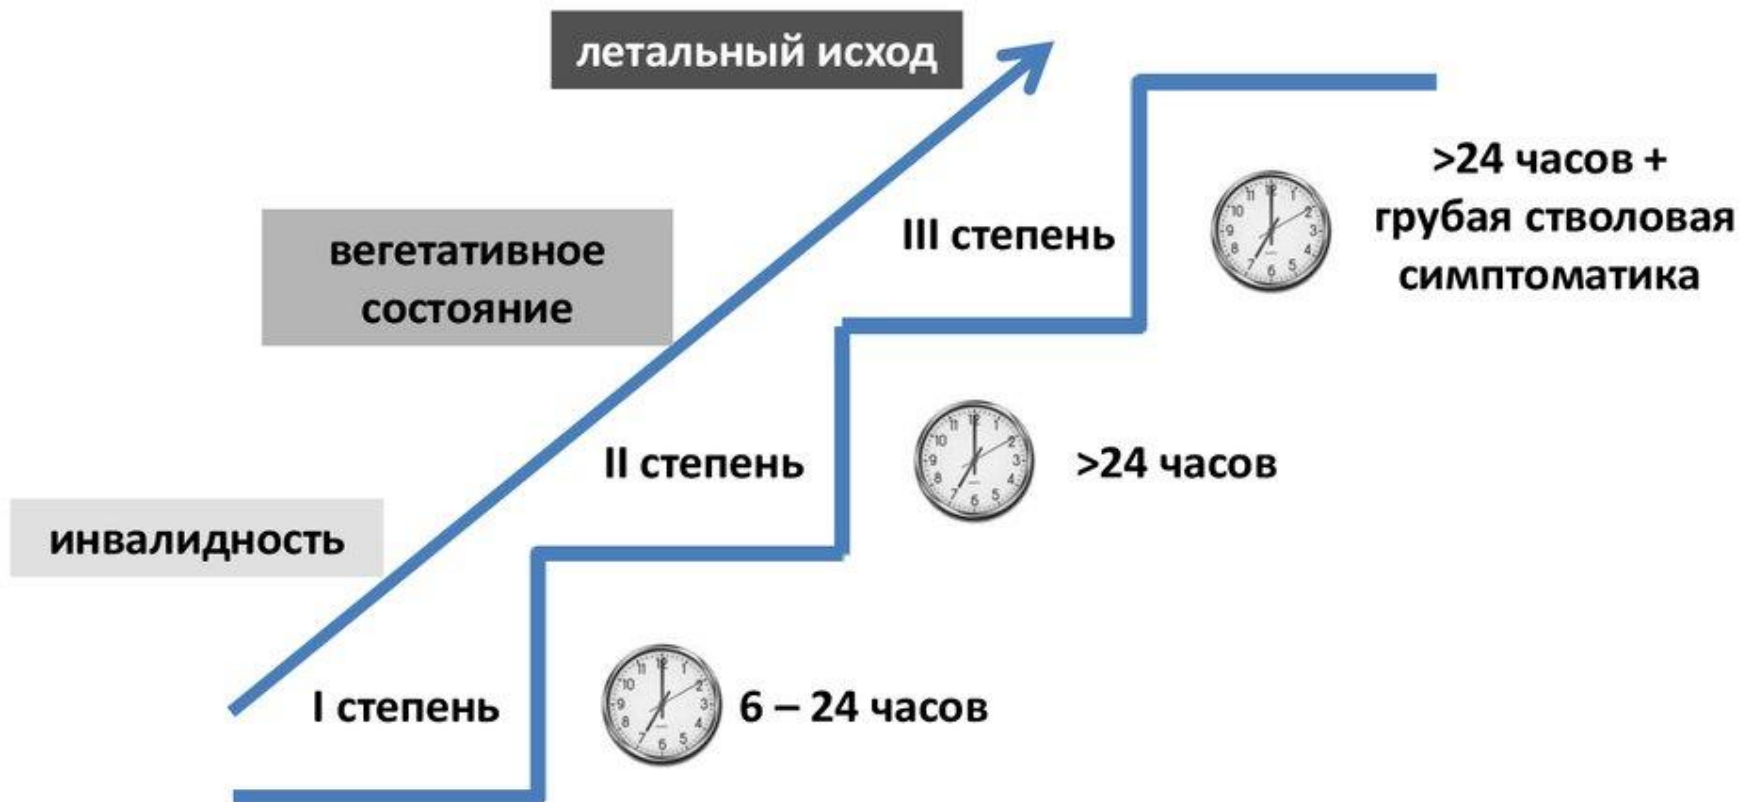 летальный исход
>24 часов +
грубая стволовая
симптоматика
III степень
вегетативное
состояние
II степень
>24 часов
инвалидность
I степень
6 – 24 часов